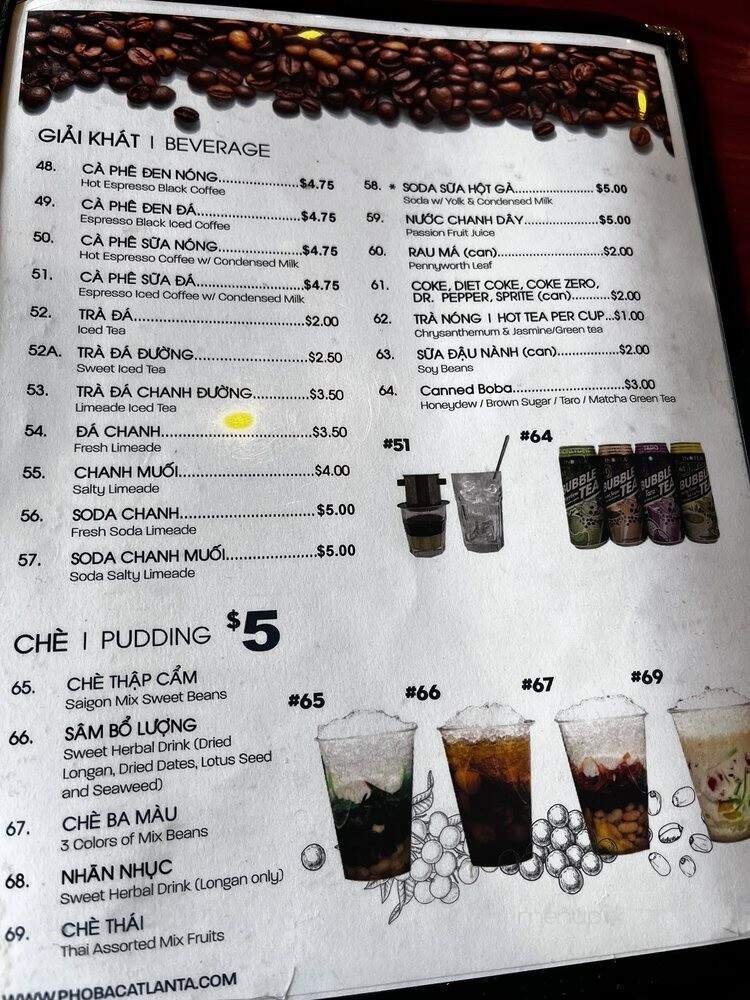 GIẢI KHÁT I BEVERAGE
48. CÀ PHÊ ĐEN NÓNG....................$4.75
Hot Espresso Black Coffee
49. CÀ PHÊ ĐEN ĐÁ..........................$4.75
Espresso Black Iced Coffee
50. CÀ PHÊ SỮA NÓNG....................$4.75
Hot Espresso Coffee w/ Condensed Milk
51. CÀ PHÊ SỮA ĐÁ..........................$4.75
Espresso Iced Coffee w/ Condensed Milk
52. TRÀ ĐÁ........................................$2.00
Iced Tea
52A. TRÀ ĐÁ ĐƯỜNG..........................$2.50
Sweet Iced Tea
53. TRÀ ĐÁ CHANH ĐƯỜNG.............$3.50
Limeade Iced Tea
54. ĐÁ CHANH..................................$3.50
Fresh Limeade
55. CHANH MUỐI..............................$4.00
Salty Limeade
56. SODA CHANH..............................$5.00
Fresh Soda Limeade
57. SODA CHANH MUỐI....................$5.00
Soda Salty Limeade
58. * SODA SỮA HỘT GÀ......................$5.00
Soda w/ Yolk & Condensed Milk
59. NƯỚC CHANH DÂY......................$5.00
Passion Fruit Juice
60. RAU MÁ (can)............................$2.00
Pennyworth Leaf
61. COKE, DIET COKE, COKE ZERO,
DR. PEPPER, SPRITE (can)..........$2.00
62. TRÀ NÓNG I HOT TEA PER CUP...$1.00
Chrysanthemum & Jasmine/Green tea
63. SỮA ĐẬU NÀNH (can)................$2.00
Soy Beans
64. Canned Boba............................$3.00
Honeydew / Brown Sugar / Taro / Matcha Green Tea
#51
#64
BUBBLE TEA
BUBBLE TEA
Taro
BUBBLE TEA
BUBBLE TEA
CHÈ I PUDDING $5
65. CHÈ THẬP CẨM
Saigon Mix Sweet Beans
66. SÂM BỔ LƯỢNG
Sweet Herbal Drink (Dried
Longan, Dried Dates, Lotus Seed
and Seaweed)
67. CHÈ BA MÀU
3 Colors of Mix Beans
68. NHÃN NHỤC
Sweet Herbal Drink (Longan only)
69. CHÈ THÁI
Thai Assorted Mix Fruits
#65
#66
#67
#69
WWW.PHOBACATLANTA.COM